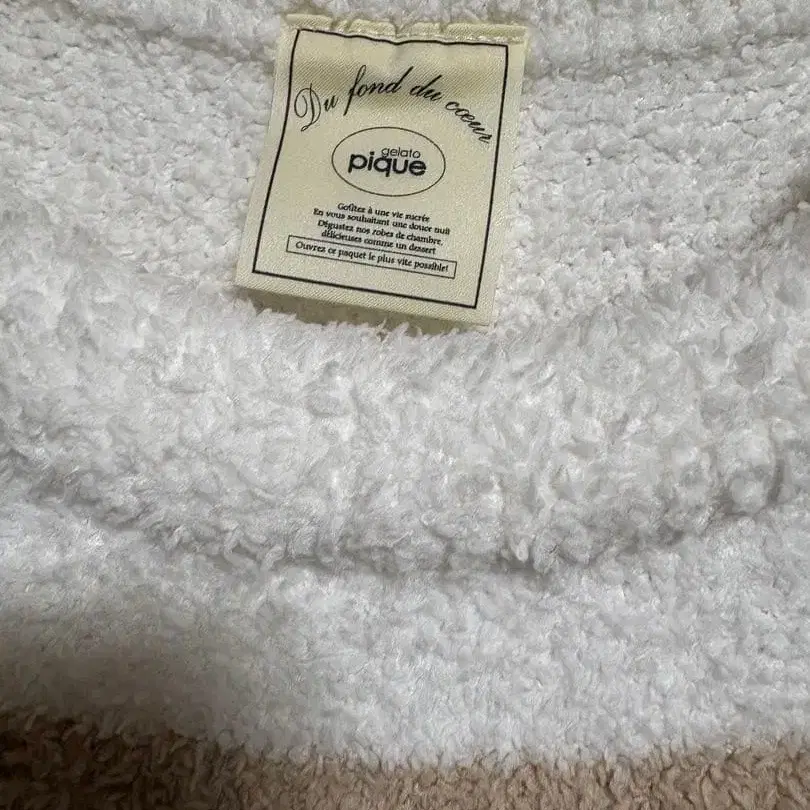 Du fond du cœur
gelato
pique
Goûtez à une vie sucrée
En vous souhaitant une douce nuit
Dégustez nos robes de chambre,
délicieuses comme un dessert
Ouvrez ce paquet le plus vite possible!